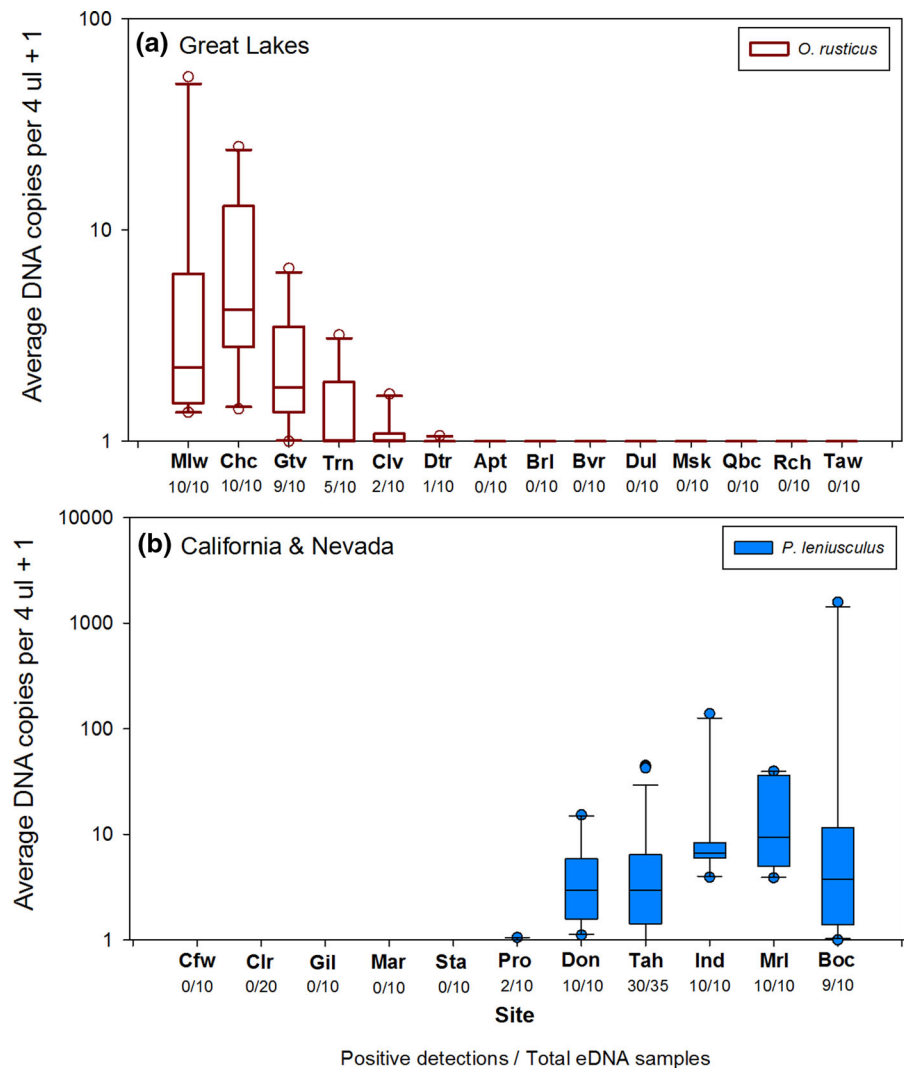 100
(a) Great Lakes
O. rusticus
Average DNA copies per 4 ul + 1
10
1
Mlw Chc Gtv Trn Clv Dtr Apt Brl Bvr Dul Msk Qbc Rch Taw
10/10 10/10 9/10 5/10 2/10 1/10 0/10 0/10 0/10 0/10 0/10 0/10 0/10 0/10
10000
(b) California & Nevada
P. leniusculus
Average DNA copies per 4 ul + 1
1000
100
10
1
Cfw Clr Gil Mar Sta Pro Don Tah Ind Mrl Boc
0/10 0/20 0/10 0/10 0/10 2/10 10/10 30/35 10/10 10/10 9/10
Site
Positive detections / Total eDNA samples